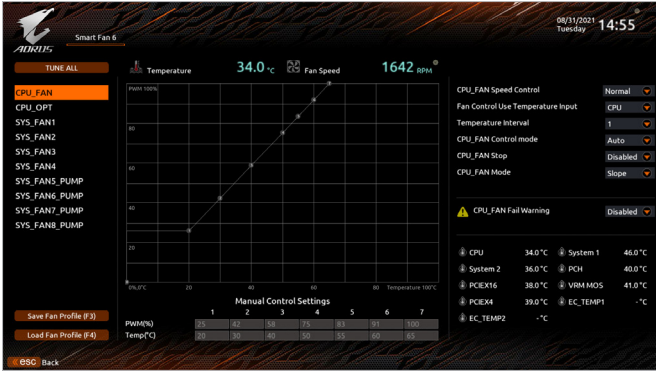 AORUS
Smart Fan 6
08/31/2021
Tuesday
14:55
TUNE ALL
Temperature 34.0 °C Fan Speed 1642 RPM
CPU_FAN
CPU_OPT
SYS_FAN1
SYS_FAN2
SYS_FAN3
SYS_FAN4
SYS_FAN5_PUMP
SYS_FAN6_PUMP
SYS_FAN7_PUMP
SYS_FAN8_PUMP
Save Fan Profile (F3)
Load Fan Profile (F4)
PWM 100%
80
60
40
20
0%,0°C 20 40 60 80 Temperature 100°C
Manual Control Settings
1 2 3 4 5 6 7
PWM(%) 25 42 58 75 83 91 100
Temp(°C) 20 30 40 50 55 60 65
CPU_FAN Speed Control Normal
Fan Control Use Temperature Input CPU
Temperature Interval 1
CPU_FAN Control mode Auto
CPU_FAN Stop Disabled
CPU_FAN Mode Slope
CPU_FAN Fail Warning Disabled
CPU 34.0°C System 1 46.0°C
System 2 36.0°C PCH 40.0°C
PCIEX16 38.0°C VRM MOS 41.0°C
PCIEX4 39.0°C EC_TEMP1 -°C
EC_TEMP2 -°C
esc Back